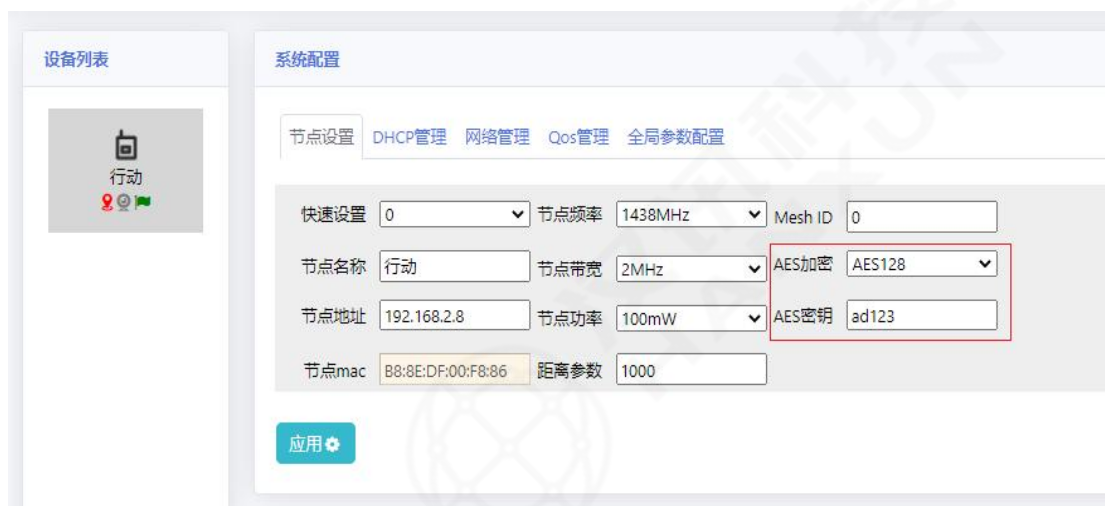 设备列表
行动
系统配置
节点设置 DHCP管理 网络管理 Qos管理 全局参数配置
快速设置 0 节点频率 1438MHz Mesh ID 0
节点名称 行动 节点带宽 2MHz AES加密 AES128
节点地址 192.168.2.8 节点功率 100mW AES密钥 ad123
节点mac B8:8E:DF:00:F8:86 距离参数 1000
应用
汉讯科技
HANXUN